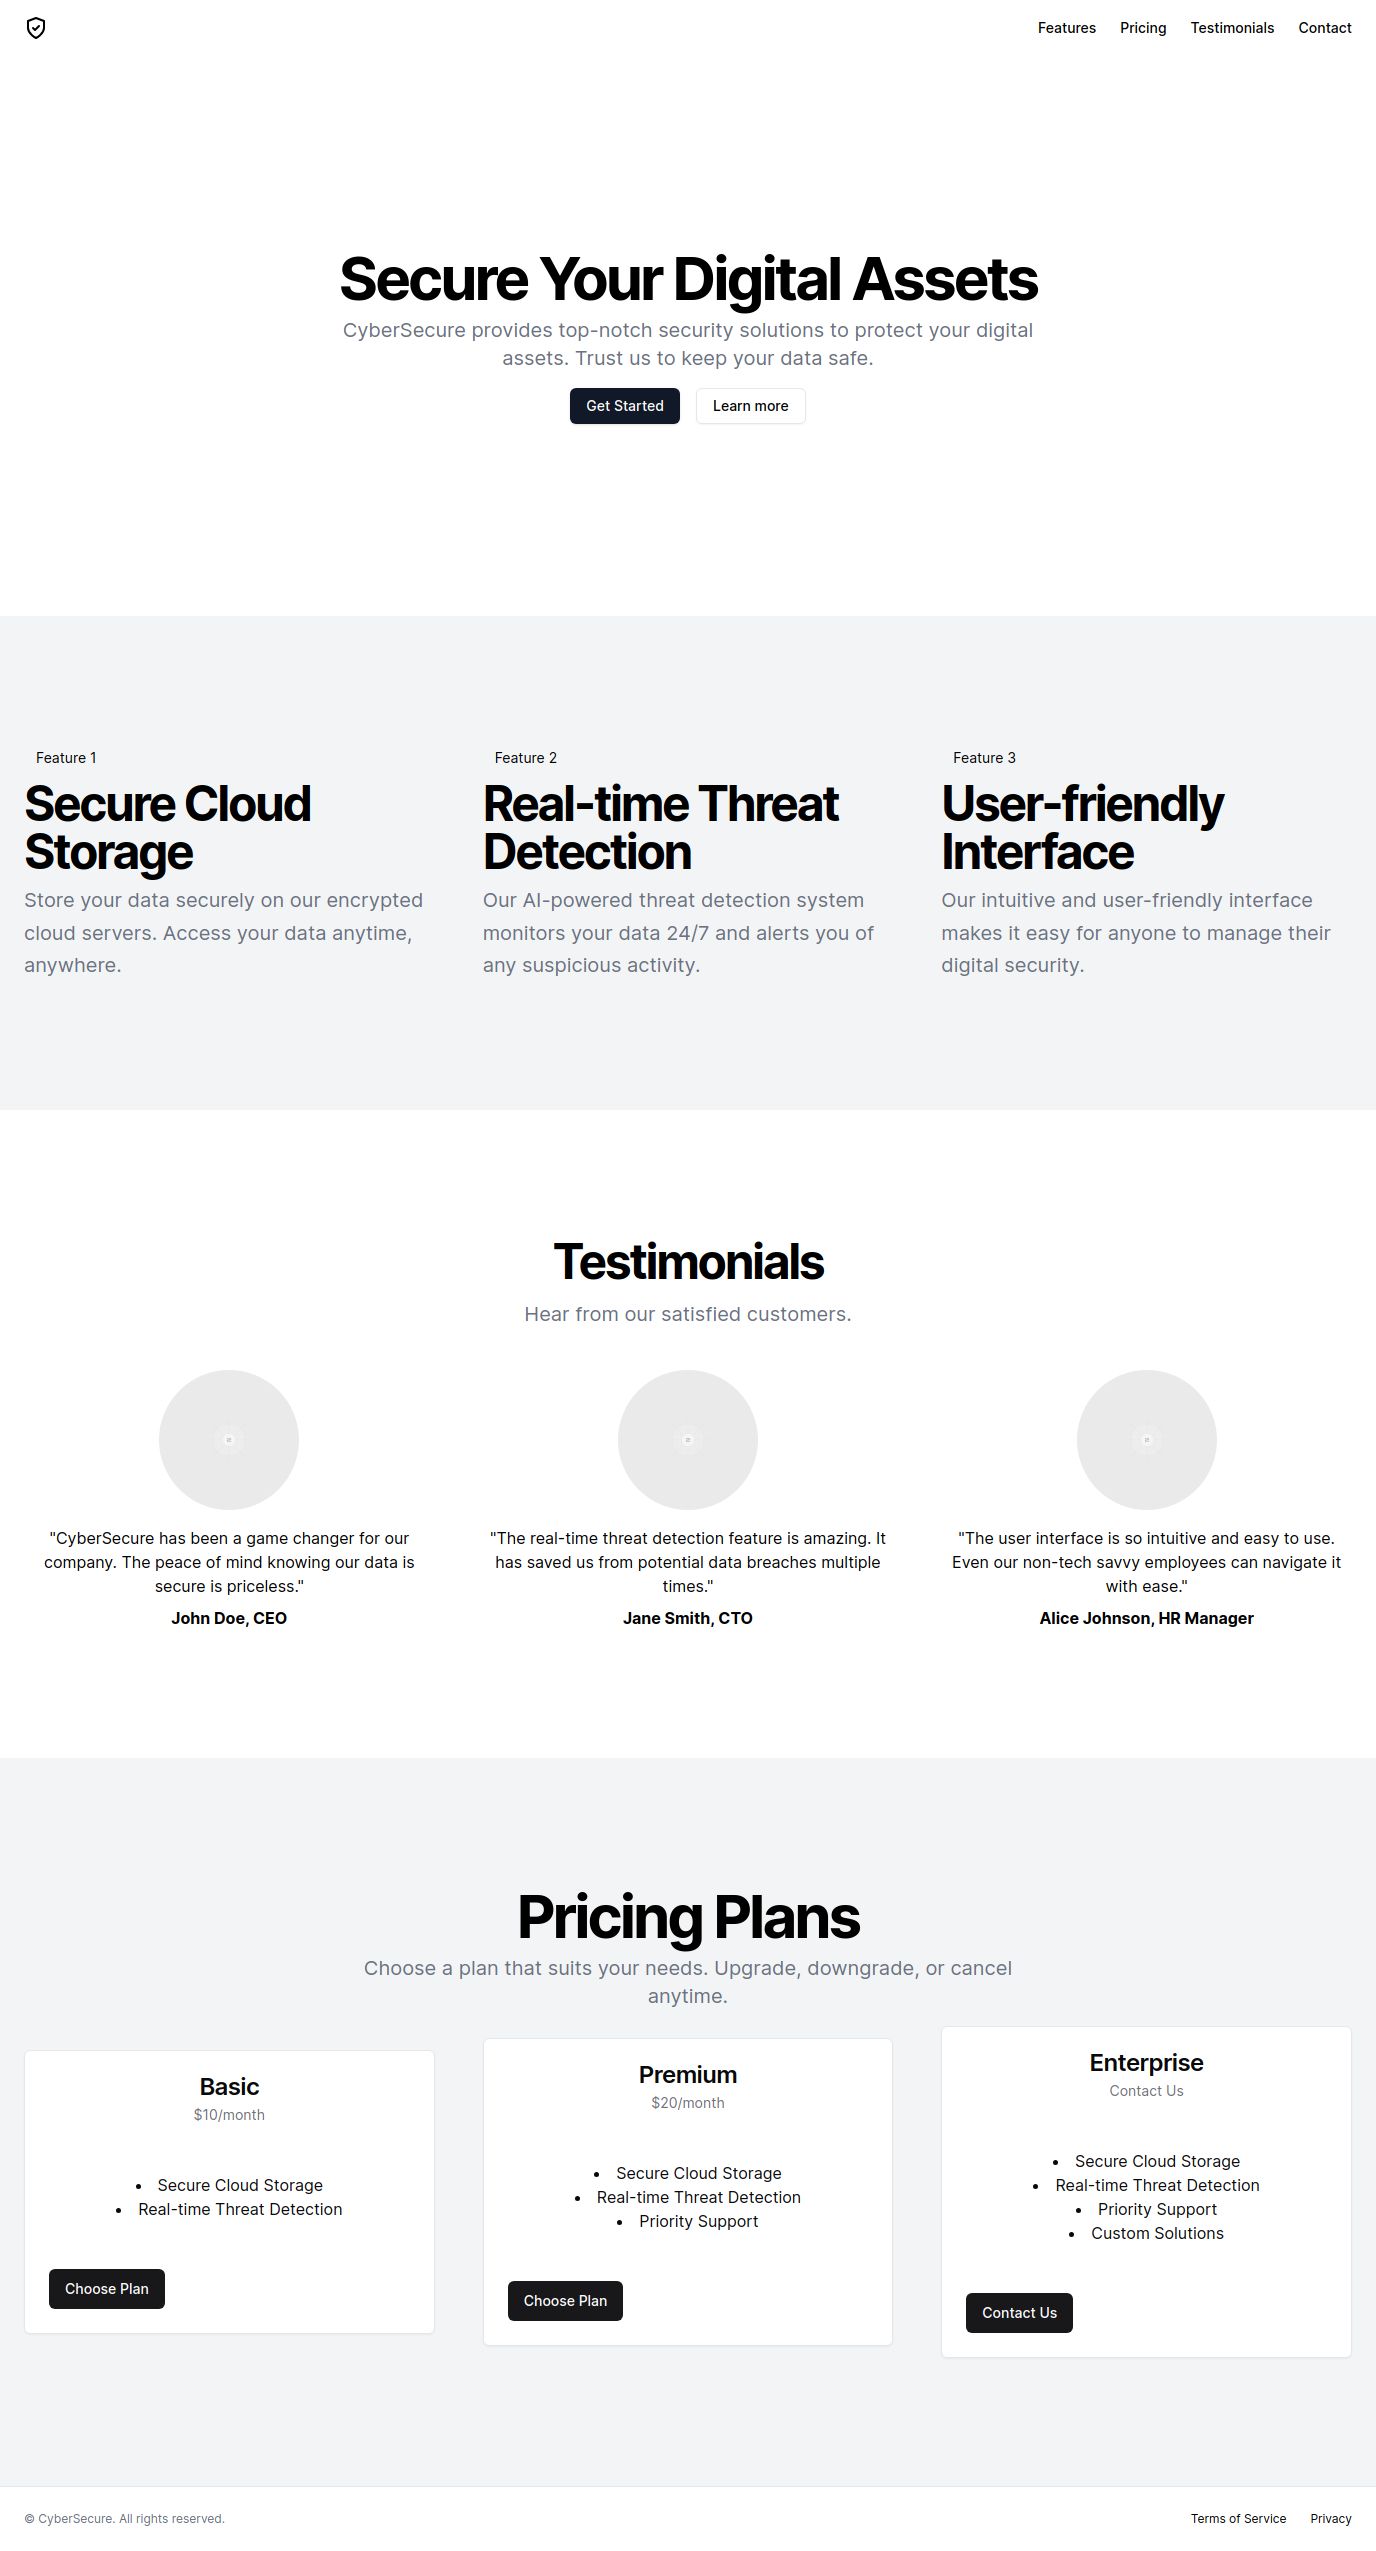 Features Pricing Testimonials Contact
Secure Your Digital Assets
CyberSecure provides top-notch security solutions to protect your digital
assets. Trust us to keep your data safe.
Get Started Learn more
Feature 1
Secure Cloud
Storage
Store your data securely on our encrypted
cloud servers. Access your data anytime,
anywhere.
Feature 2
Real-time Threat
Detection
Our AI-powered threat detection system
monitors your data 24/7 and alerts you of
any suspicious activity.
Feature 3
User-friendly
Interface
Our intuitive and user-friendly interface
makes it easy for anyone to manage their
digital security.
Testimonials
Hear from our satisfied customers.
"CyberSecure has been a game changer for our
company. The peace of mind knowing our data is
secure is priceless."
John Doe, CEO
"The real-time threat detection feature is amazing. It
has saved us from potential data breaches multiple
times."
Jane Smith, CTO
"The user interface is so intuitive and easy to use.
Even our non-tech savvy employees can navigate it
with ease."
Alice Johnson, HR Manager
Pricing Plans
Choose a plan that suits your needs. Upgrade, downgrade, or cancel
anytime.
Basic
$10/month
• Secure Cloud Storage
• Real-time Threat Detection
Choose Plan
Premium
$20/month
• Secure Cloud Storage
• Real-time Threat Detection
• Priority Support
Choose Plan
Enterprise
Contact Us
• Secure Cloud Storage
• Real-time Threat Detection
• Priority Support
• Custom Solutions
Contact Us
© CyberSecure. All rights reserved.
Terms of Service Privacy